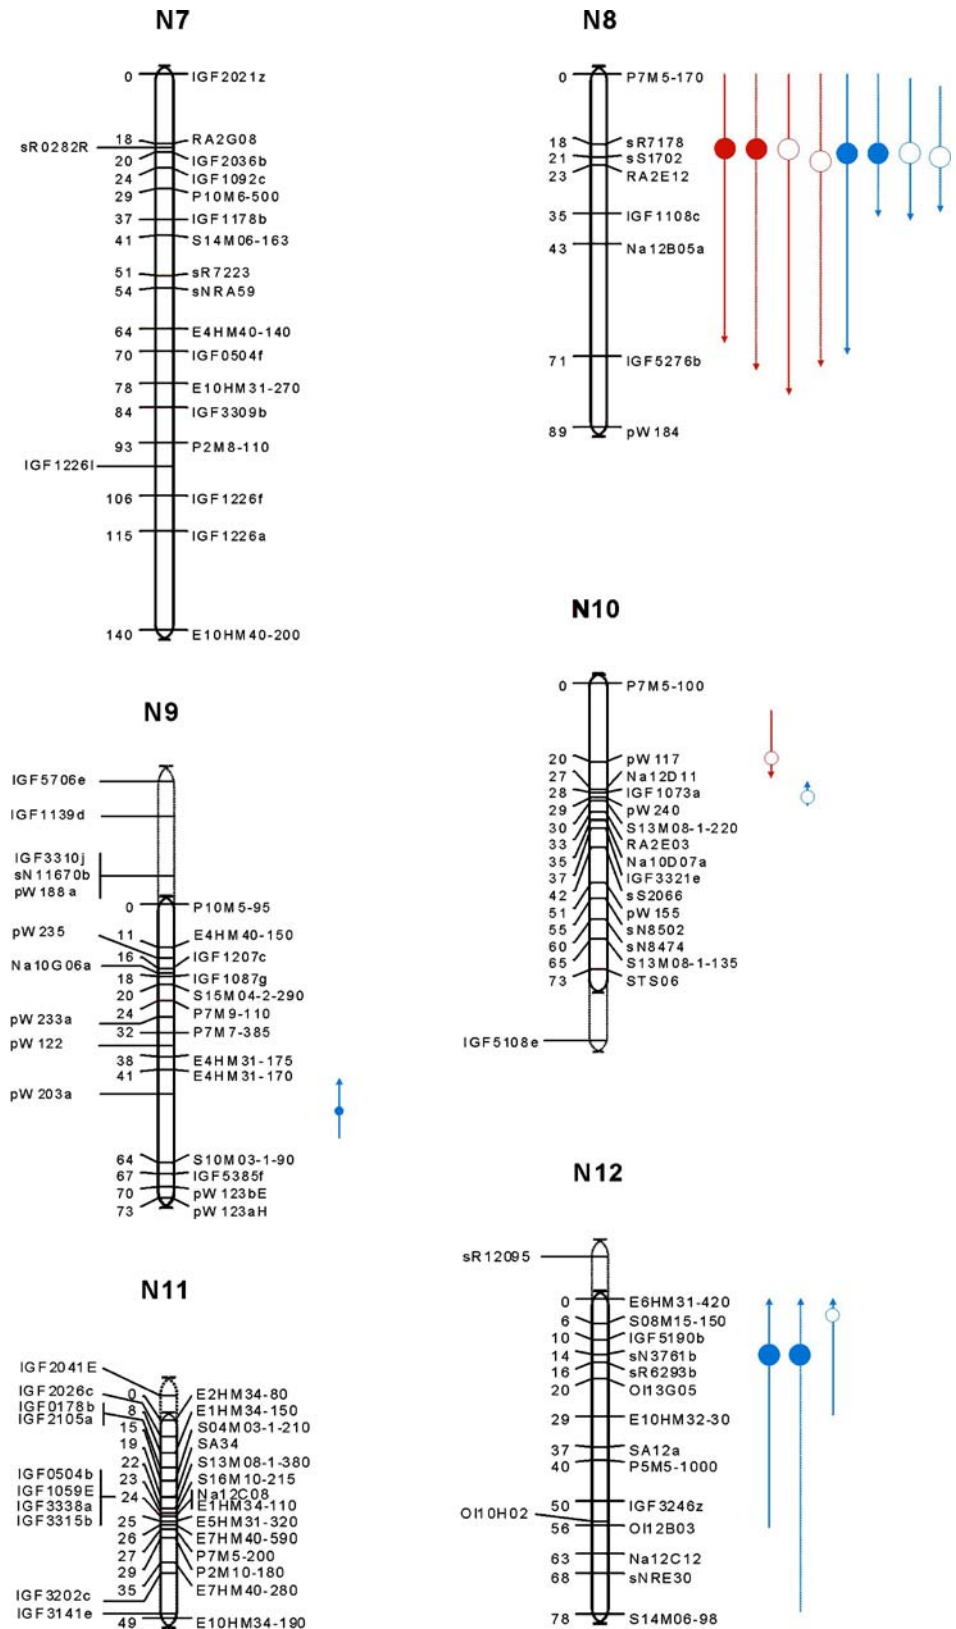 N7
0 IGF2021z
18 RA2G08
sR0282R
20 IGF2036b
24 IGF1092c
29 P10M6-500
37 IGF1178b
41 S14M06-163
51 sR7223
54 sNRA59
64 E4HM40-140
70 IGF0504f
78 E10HM31-270
84 IGF3309b
93 P2M8-110
IGF1226I
106 IGF1226f
115 IGF1226a
140 E10HM40-200
N8
0 P7M5-170
18 sR7178
21 sS1702
23 RA2E12
35 IGF1108c
43 Na12B05a
71 IGF5276b
89 pW184
N9
IGF5706e
IGF1139d
IGF3310j
sN11670b
pW188a
0 P10M5-95
pW235
11 E4HM40-150
16 IGF1207c
Na10G06a
18 IGF1087g
20 S15M04-2-290
24 P7M9-110
pW233a
32 P7M7-385
pW122
38 E4HM31-175
41 E4HM31-170
pW203a
64 S10M03-1-90
67 IGF5385f
70 pW123bE
73 pW123aH
N10
0 P7M5-100
20 pW117
27 Na12D11
28 IGF1073a
29 pW240
30 S13M08-1-220
33 RA2E03
35 Na10D07a
37 IGF3321e
42 sS2066
51 pW155
55 sN8502
60 sN8474
65 S13M08-1-135
73 STS06
IGF5108e
N11
IGF2041E
IGF2026c
0 E2HM34-80
IGF0178b
8 E1HM34-150
IGF2105a
15 S04M03-1-210
19 SA34
22 S13M08-1-380
IGF0504b
23 S16M10-215
IGF1059E
Na12C08
24 E1HM34-110
IGF3338a
IGF3315b
25 E5HM31-320
26 E7HM40-590
27 P7M5-200
29 P2M10-180
35 E7HM40-280
IGF3202c
IGF3141e
49 E10HM34-190
N12
sR12095
0 E6HM31-420
6 S08M15-150
10 IGF5190b
14 sN3761b
16 sR6293b
20 OI13G05
29 E10HM32-30
37 SA12a
40 P5M5-1000
50 IGF3246z
OI10H02
56 OI12B03
63 Na12C12
68 sNRE30
78 S14M06-98